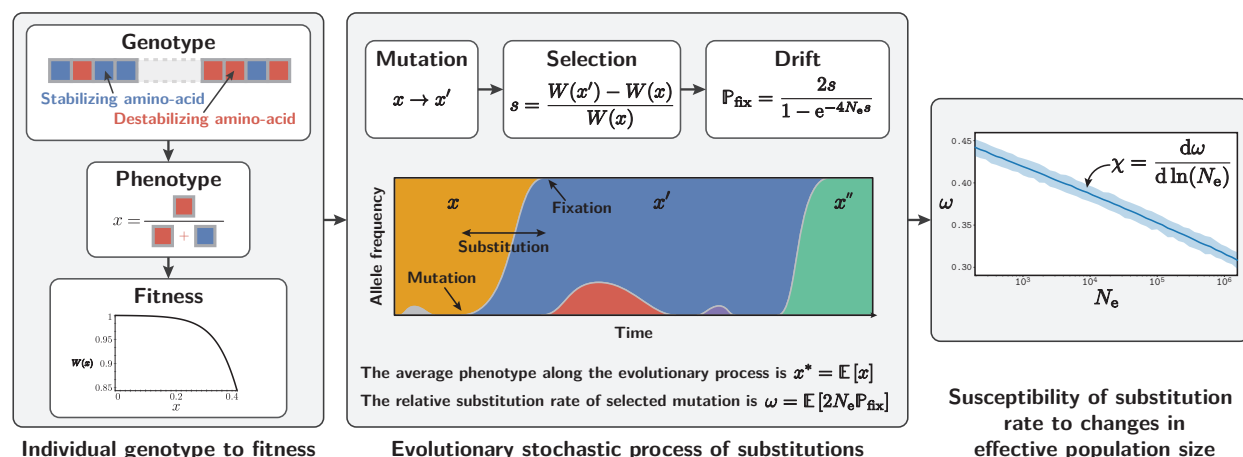 Genotype
Stabilizing amino-acid
Destabilizing amino-acid
Phenotype
x = / +
Fitness
1
0.95
0.9
0.85
W(x)
0
0.2
0.4
x
Individual genotype to fitness
Mutation
x → x′
Selection
s = (W(x′) − W(x)) / W(x)
Drift
ℙfix = 2s / (1 − e^−4Nₑs)
Allele frequency
x
x′
x″
Fixation
Substitution
Mutation
Time
The average phenotype along the evolutionary process is x* = 𝔼 [x]
The relative substitution rate of selected mutation is ω = 𝔼 [2Nₑℙfix]
Evolutionary stochastic process of substitutions
0.45
0.40
0.35
0.30
ω
χ = dω / d ln(Nₑ)
10³
10⁴
10⁵
10⁶
Nₑ
Susceptibility of substitution
rate to changes in
effective population size